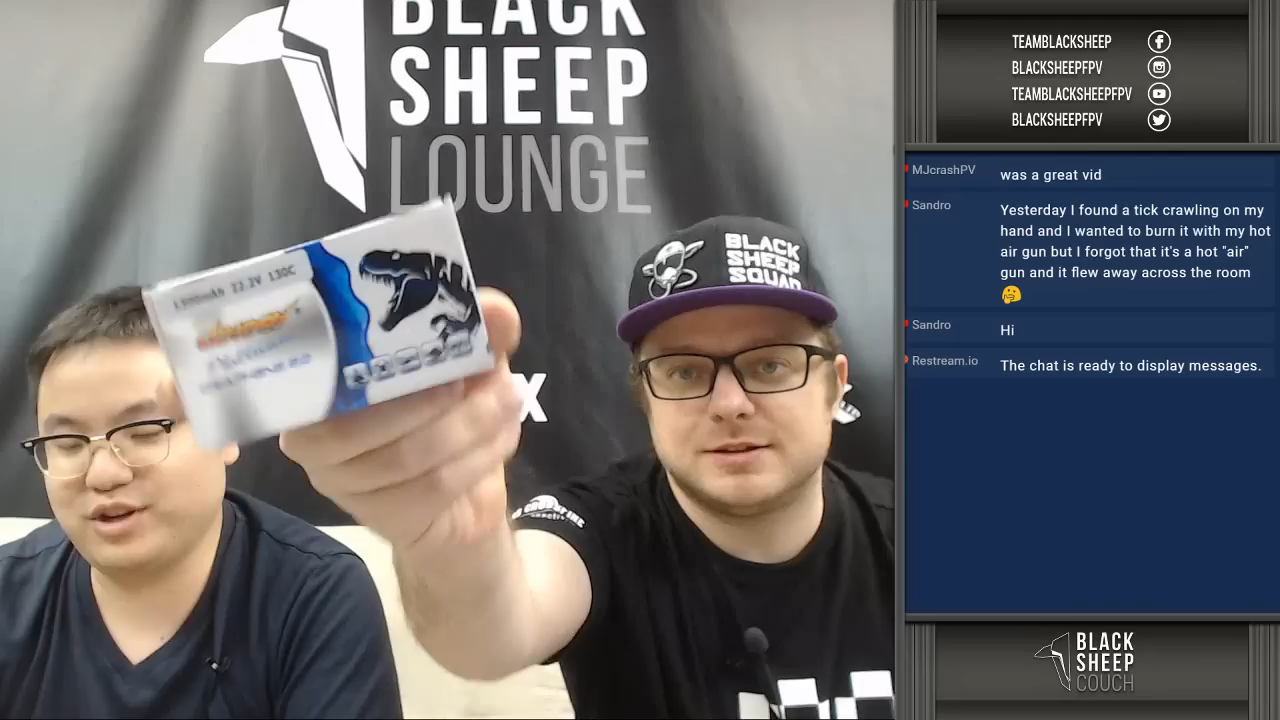 BLACK
SHEEP
LOUNGE
1300mAh 22.2V 130C
BLACK
SHEEP
SQUAD
X
TEAMBLACKSHEEP
BLACKSHEEPFPV
TEAMBLACKSHEEPFPV
BLACKSHEEPFPV
MJcrashPV was a great vid
Sandro Yesterday I found a tick crawling on my
hand and I wanted to burn it with my hot
air gun but I forgot that it's a hot "air"
gun and it flew away across the room
🤔
Sandro Hi
Restream.io The chat is ready to display messages.
BLACK
SHEEP
COUCH